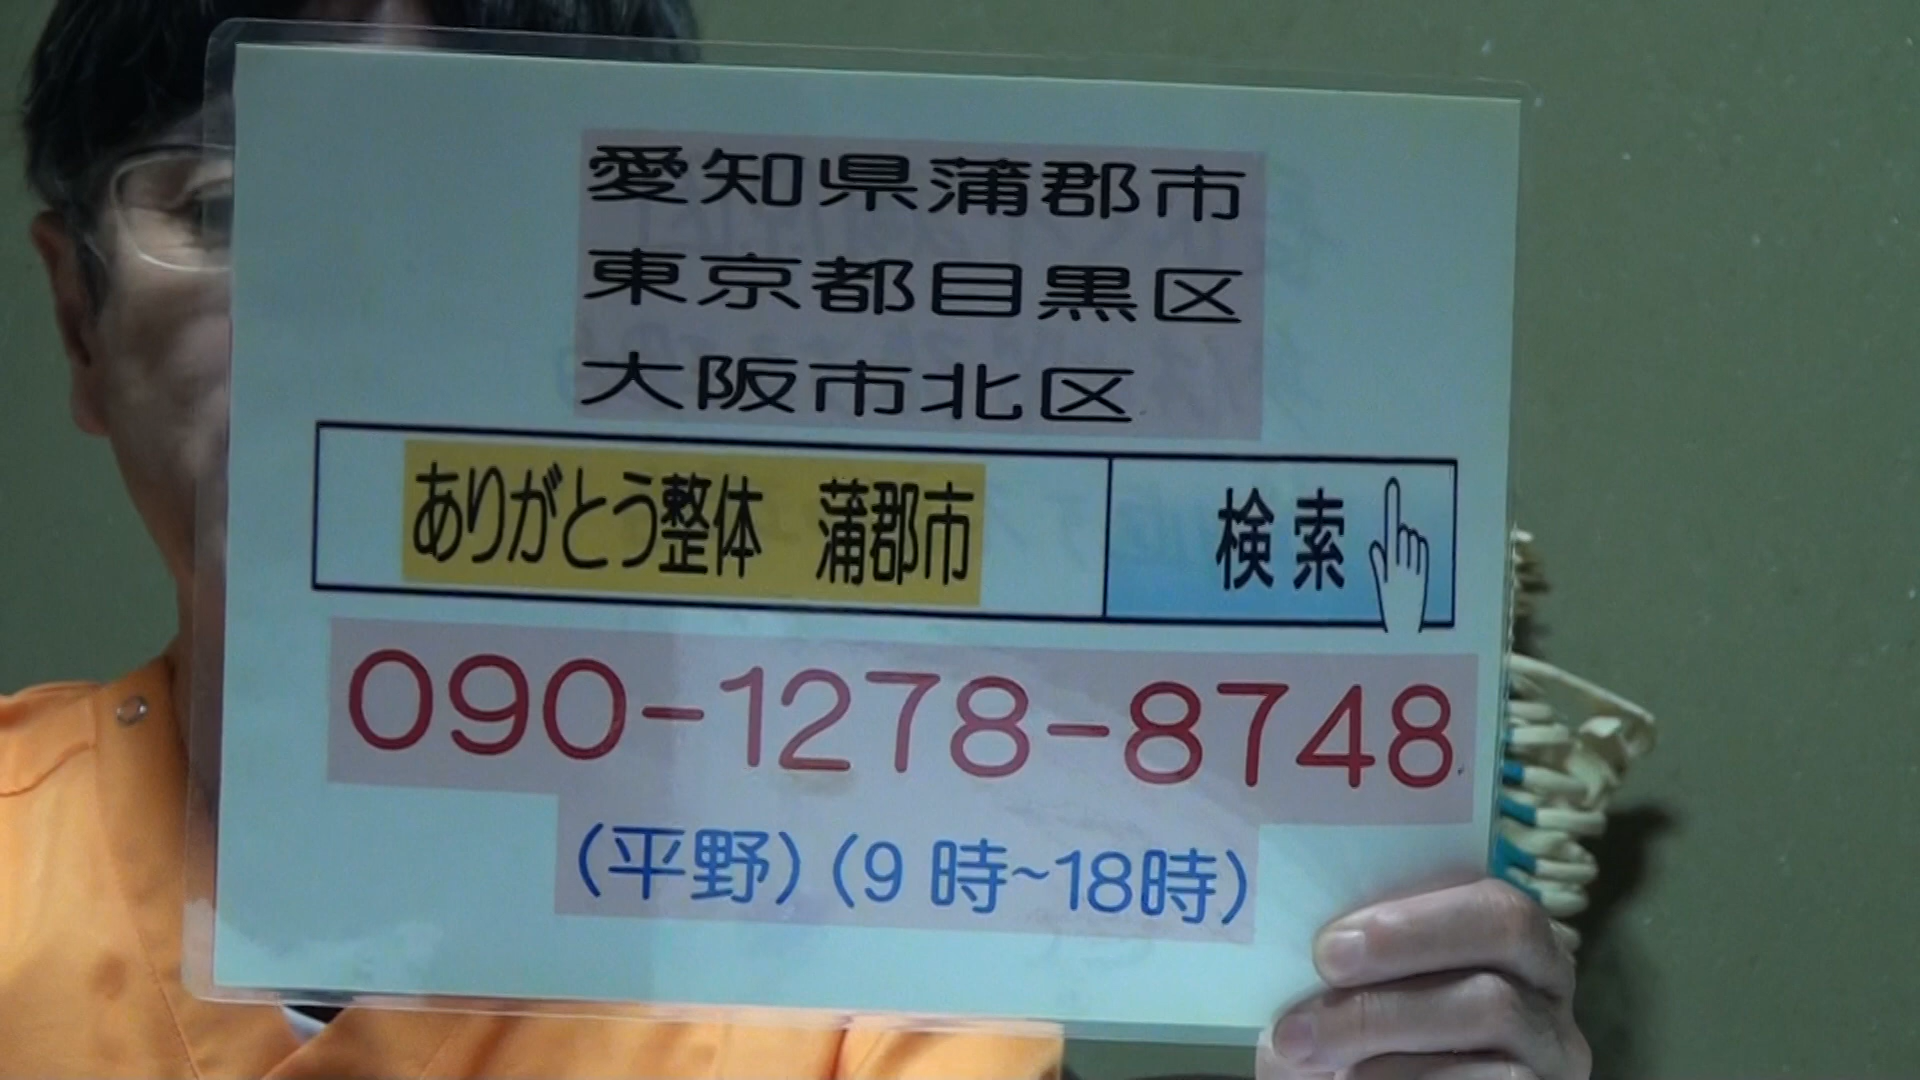 愛知県蒲郡市
東京都目黒区
大阪市北区
ありがとう整体　蒲郡市 検索
090-1278-8748
(平野)(9時~18時)